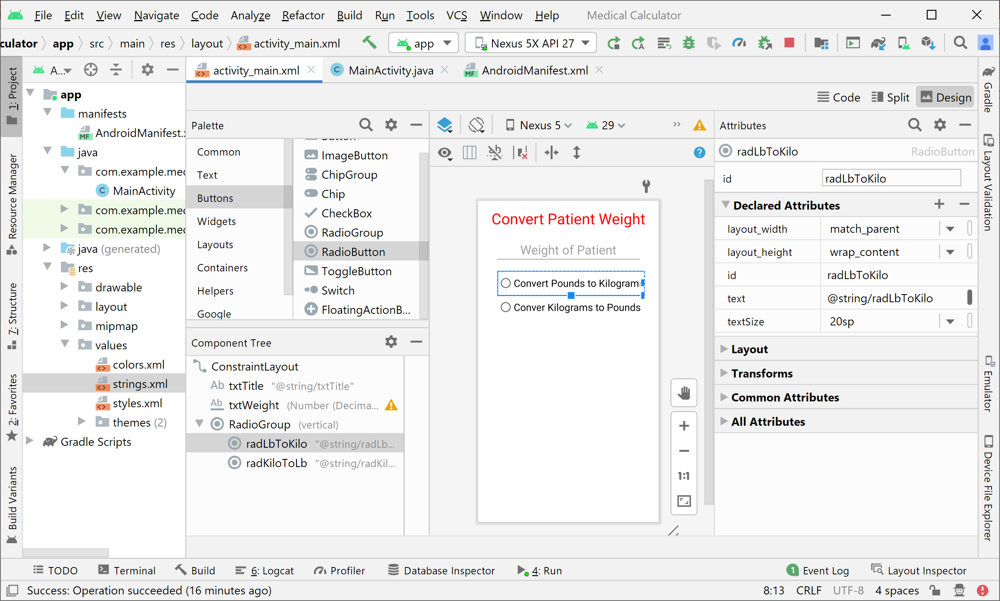 File Edit View Navigate Code Analyze Refactor Build Run Tools VCS Window Help Medical Calculator
culator app src main res layout activity_main.xml app Nexus 5X API 27
A... activity_main.xml MainActivity.java AndroidManifest.xml
1: Project
Resource Manager
7: Structure
2: Favorites
Build Variants
app
manifests
AndroidManifest.x
java
com.example.med
MainActivity
com.example.med
com.example.med
java (generated)
res
drawable
layout
mipmap
values
colors.xml
strings.xml
styles.xml
themes (2)
Gradle Scripts
Code Split Design
Palette
Common
Text
Buttons
Widgets
Layouts
Containers
Helpers
Google
Button
ImageButton
ChipGroup
Chip
CheckBox
RadioGroup
RadioButton
ToggleButton
Switch
FloatingActionB...
Component Tree
ConstraintLayout
Ab txtTitle "@string/txtTitle"
Ab txtWeight (Number (Decima...
RadioGroup (vertical)
radLbToKilo "@string/radLb...
radKiloToLb "@string/radKil...
Nexus 5 29
Convert Patient Weight
Weight of Patient
Convert Pounds to Kilograms
Conver Kilograms to Pounds
1:1
Attributes
radLbToKilo RadioButton
id radLbToKilo
Declared Attributes
layout_width match_parent
layout_height wrap_content
id radLbToKilo
text @string/radLbToKilo
textSize 20sp
Layout
Transforms
Common Attributes
All Attributes
Gradle
Layout Validation
Emulator
Device File Explorer
TODO Terminal Build 6: Logcat Profiler Database Inspector 4: Run 1 Event Log Layout Inspector
Success: Operation succeeded (16 minutes ago) 8:13 CRLF UTF-8 4 spaces